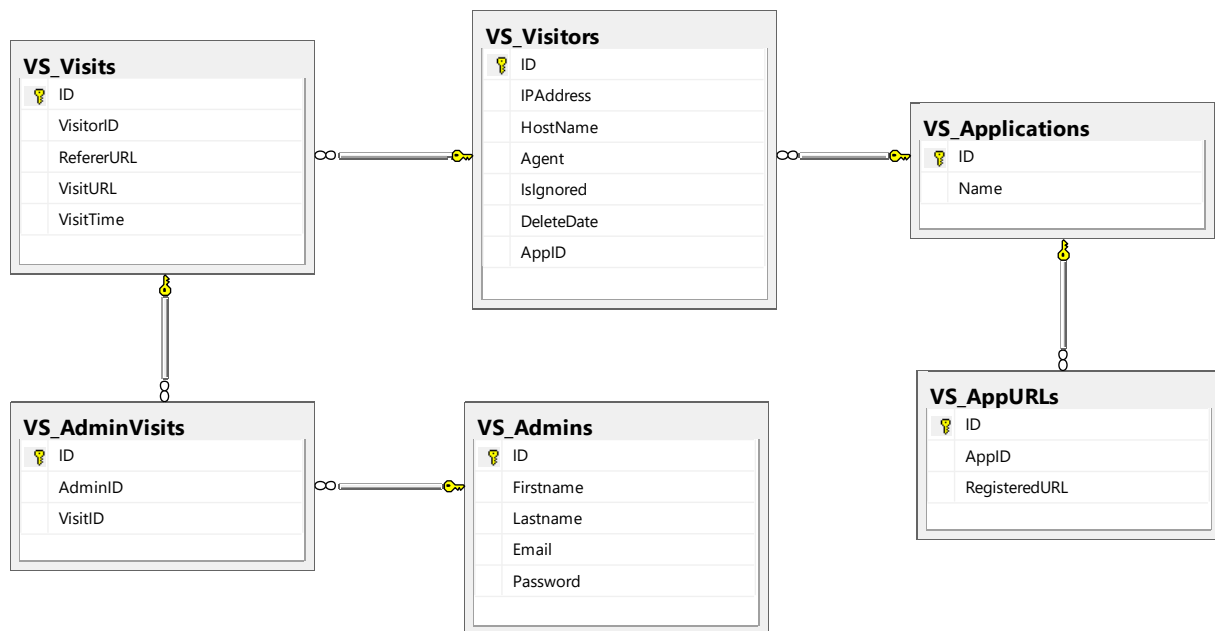 VS_Visits
ID
VisitorID
RefererURL
VisitURL
VisitTime
VS_Visitors
ID
IPAddress
HostName
Agent
IsIgnored
DeleteDate
AppID
VS_Applications
ID
Name
VS_AdminVisits
ID
AdminID
VisitID
VS_Admins
ID
Firstname
Lastname
Email
Password
VS_AppURLs
ID
AppID
RegisteredURL